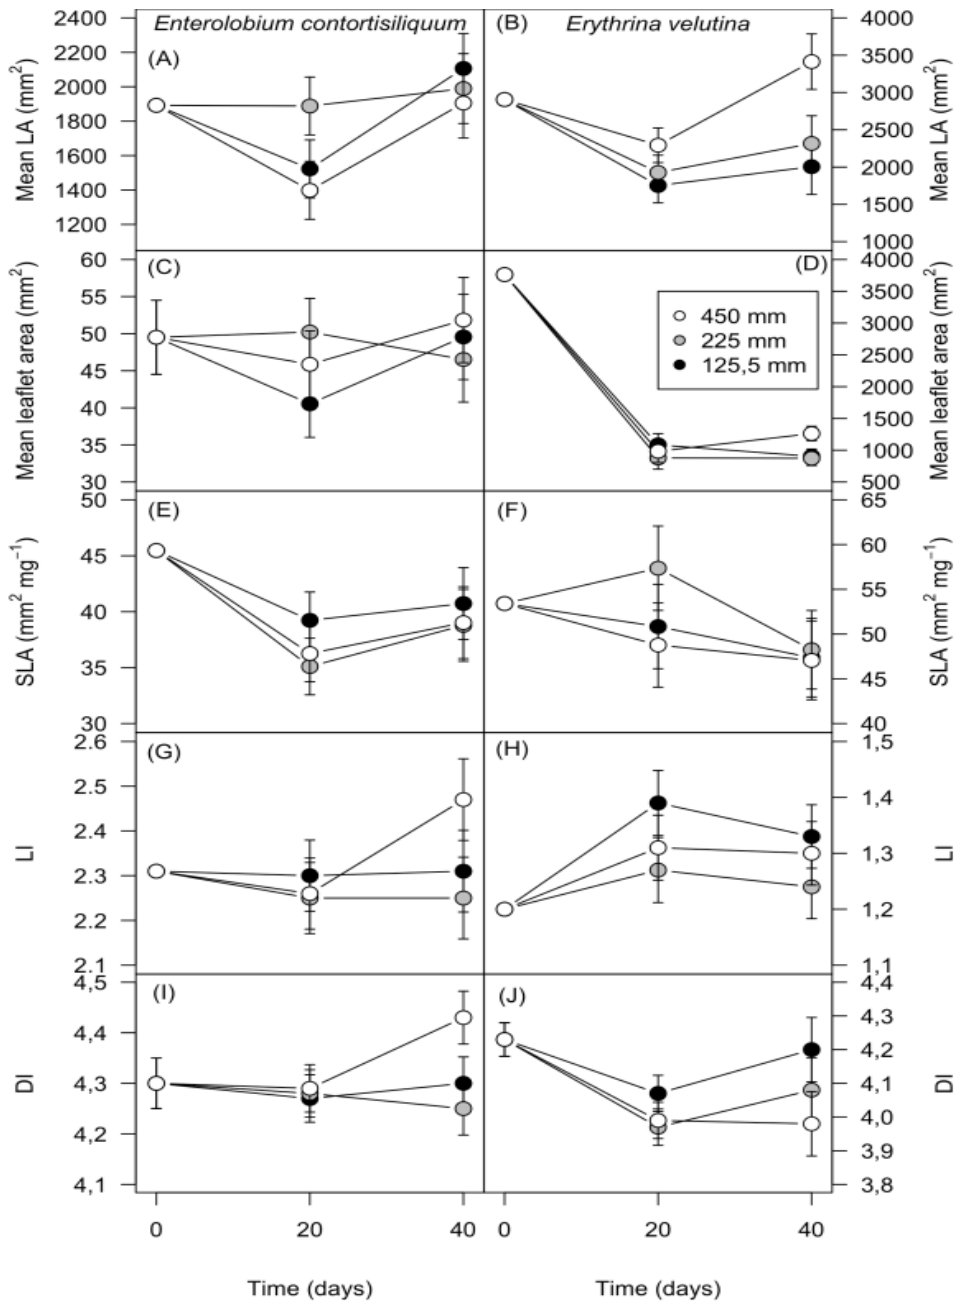 Enterolobium contortisiliquum
Erythrina velutina
(A)
2400
2200
2000
1800
1600
1400
1200
Mean LA (mm²)
(B)
4000
3500
3000
2500
2000
1500
1000
Mean LA (mm²)
(C)
60
55
50
45
40
35
30
Mean leaflet area (mm²)
(D)
4000
3500
3000
2500
2000
1500
1000
500
Mean leaflet area (mm²)
450 mm
225 mm
125,5 mm
(E)
50
45
40
35
30
SLA (mm² mg⁻¹)
(F)
65
60
55
50
45
40
SLA (mm² mg⁻¹)
(G)
2.6
2.5
2.4
2.3
2.2
2.1
LI
(H)
1,5
1,4
1,3
1,2
1,1
LI
(I)
4,5
4,3
4,2
4,1
DI
(J)
4,4
4,3
4,2
4,1
4,0
3,9
3,8
DI
0 20 40
0 20 40
Time (days)
Time (days)